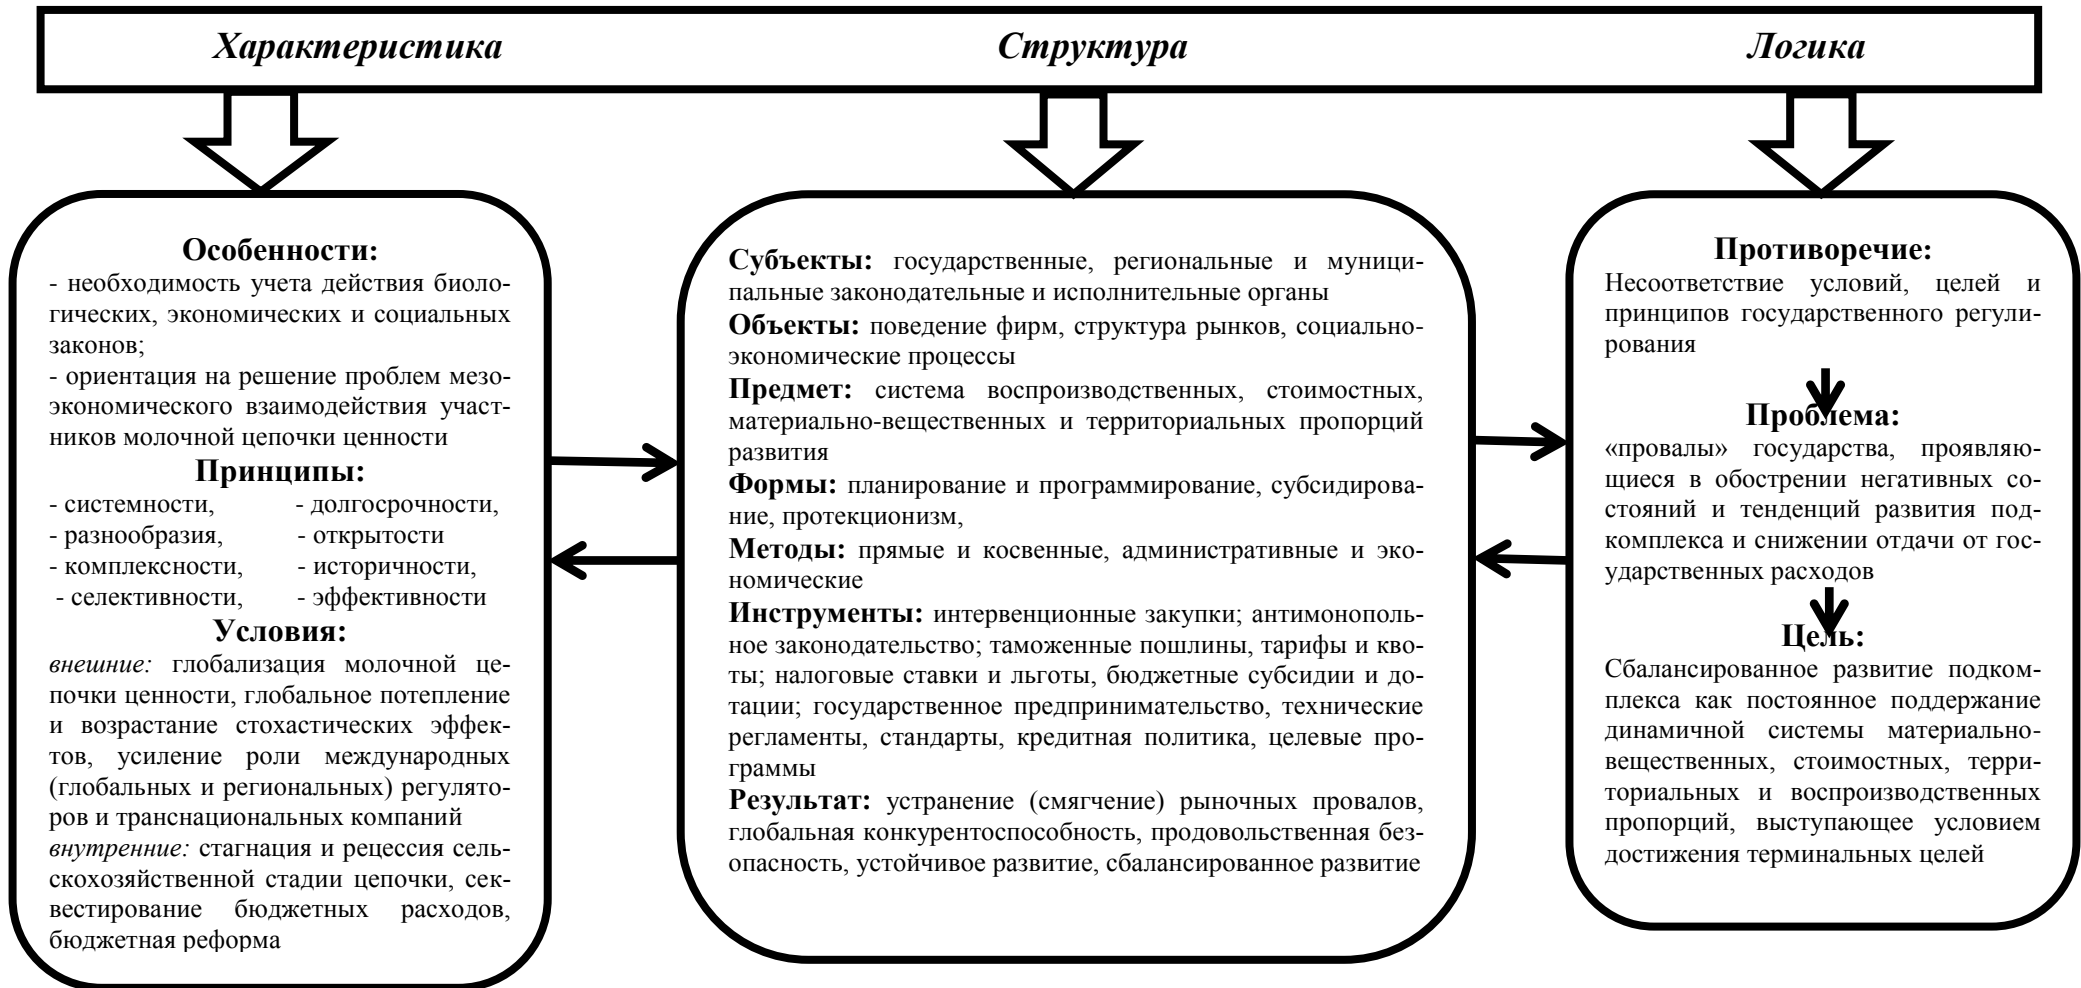 Характеристика Структура Логика
Особенности:
- необходимость учета действия биоло-
гических, экономических и социальных
законов;
- ориентация на решение проблем мезо-
экономического взаимодействия участ-
ников молочной цепочки ценности
Принципы:
- системности, - долгосрочности,
- разнообразия, - открытости
- комплексности, - историчности,
- селективности, - эффективности
Условия:
внешние: глобализация молочной це-
почки ценности, глобальное потепление
и возрастание стохастических эффек-
тов, усиление роли международных
(глобальных и региональных) регулято-
ров и транснациональных компаний
внутренние: стагнация и рецессия сель-
скохозяйственной стадии цепочки, сек-
вестирование бюджетных расходов,
бюджетная реформа
Субъекты: государственные, региональные и муници-
пальные законодательные и исполнительные органы
Объекты: поведение фирм, структура рынков, социально-
экономические процессы
Предмет: система воспроизводственных, стоимостных,
материально-вещественных и территориальных пропорций
развития
Формы: планирование и программирование, субсидирова-
ние, протекционизм,
Методы: прямые и косвенные, административные и эко-
номические
Инструменты: интервенционные закупки; антимонополь-
ное законодательство; таможенные пошлины, тарифы и кво-
ты; налоговые ставки и льготы, бюджетные субсидии и до-
тации; государственное предпринимательство, технические
регламенты, стандарты, кредитная политика, целевые про-
граммы
Результат: устранение (смягчение) рыночных провалов,
глобальная конкурентоспособность, продовольственная без-
опасность, устойчивое развитие, сбалансированное развитие
Противоречие:
Несоответствие условий, целей и
принципов государственного регули-
рования
Проблема:
«провалы» государства, проявляю-
щиеся в обострении негативных со-
стояний и тенденций развития под-
комплекса и снижении отдачи от гос-
ударственных расходов
Цель:
Сбалансированное развитие подком-
плекса как постоянное поддержание
динамичной системы материально-
вещественных, стоимостных, терри-
ториальных и воспроизводственных
пропорций, выступающее условием
достижения терминальных целей